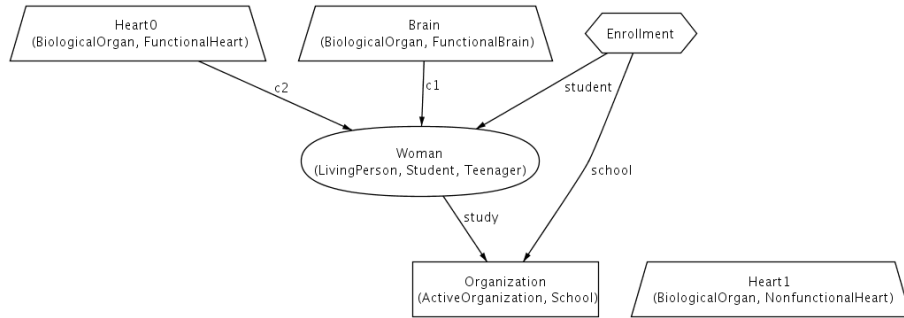 Heart0
(BiologicalOrgan, FunctionalHeart)
Brain
(BiologicalOrgan, FunctionalBrain)
Enrollment
c2
c1
student
Woman
(LivingPerson, Student, Teenager)
school
study
Organization
(ActiveOrganization, School)
Heart1
(BiologicalOrgan, NonfunctionalHeart)